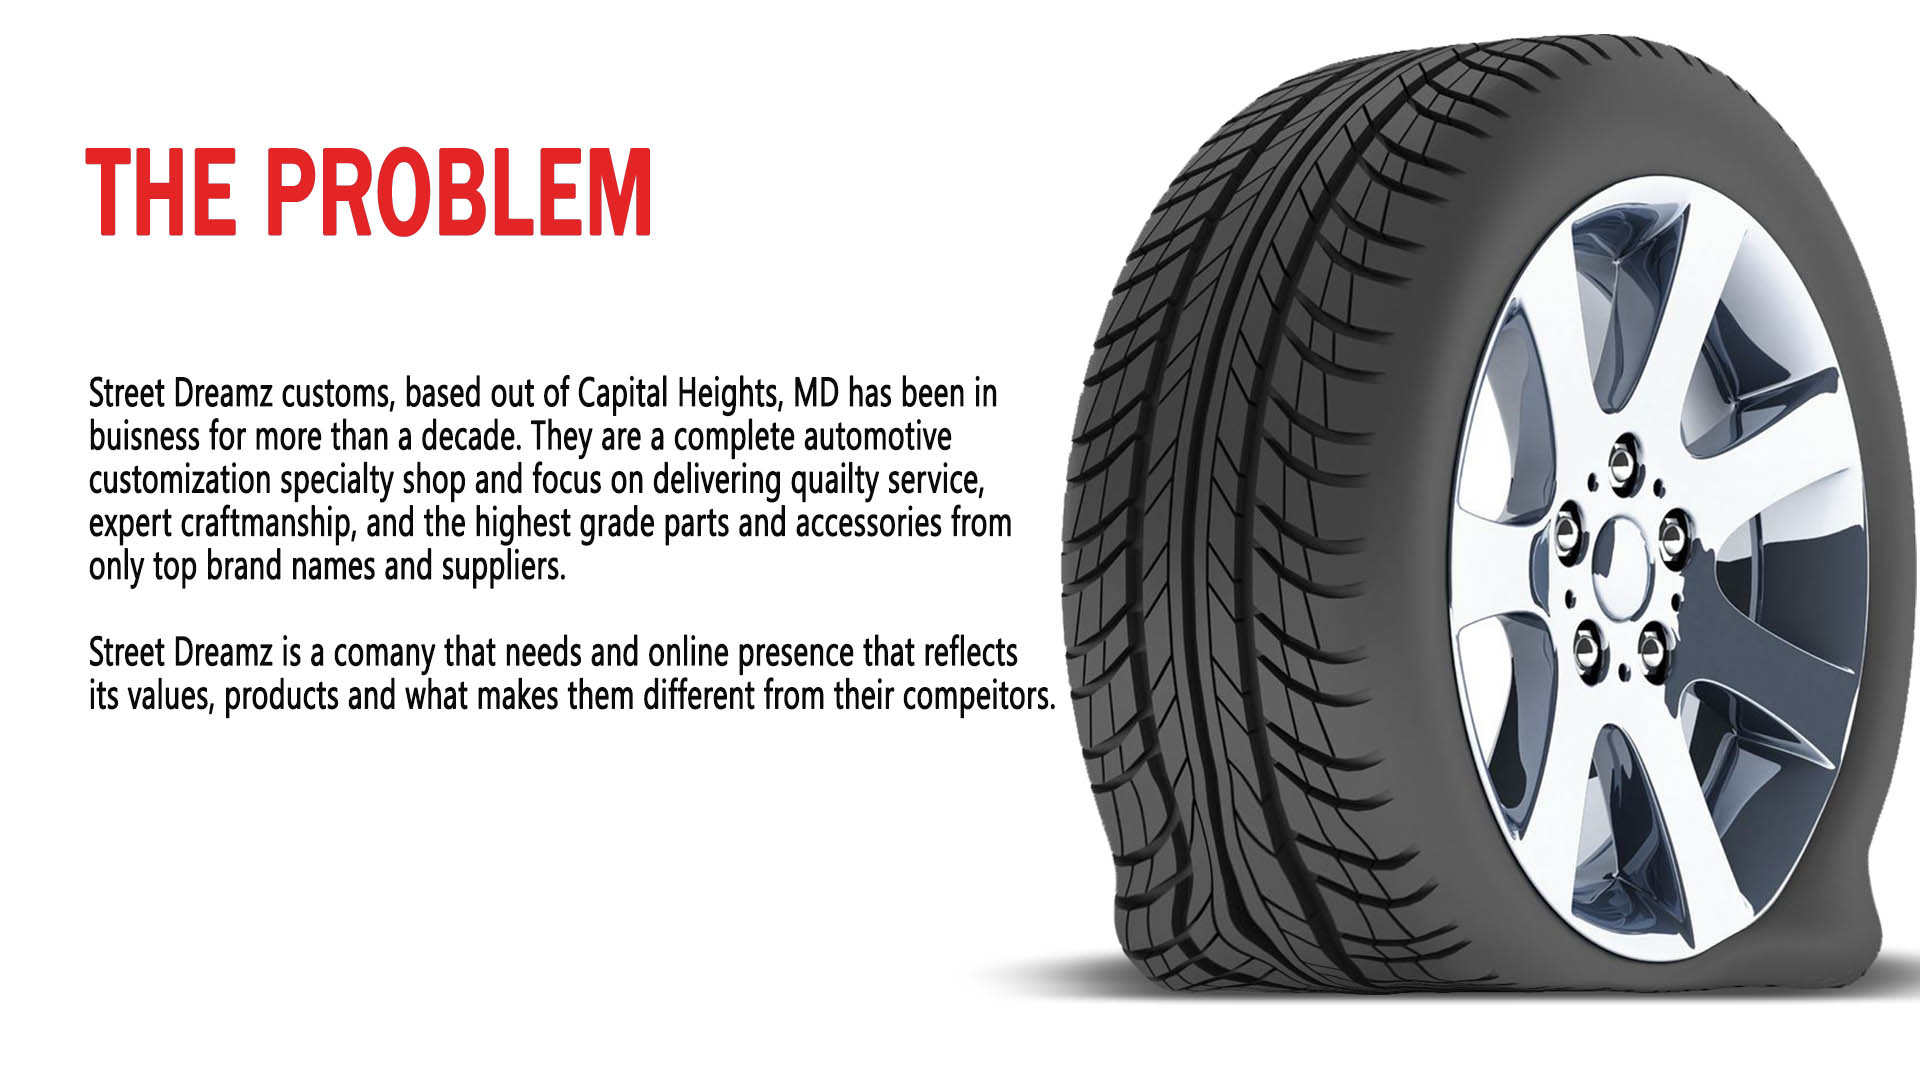 THE PROBLEM
Street Dreamz customs, based out of Capital Heights, MD has been in
buisness for more than a decade. They are a complete automotive
customization specialty shop and focus on delivering quailty service,
expert craftmanship, and the highest grade parts and accessories from
only top brand names and suppliers.
Street Dreamz is a comany that needs and online presence that reflects
its values, products and what makes them different from their compeitors.